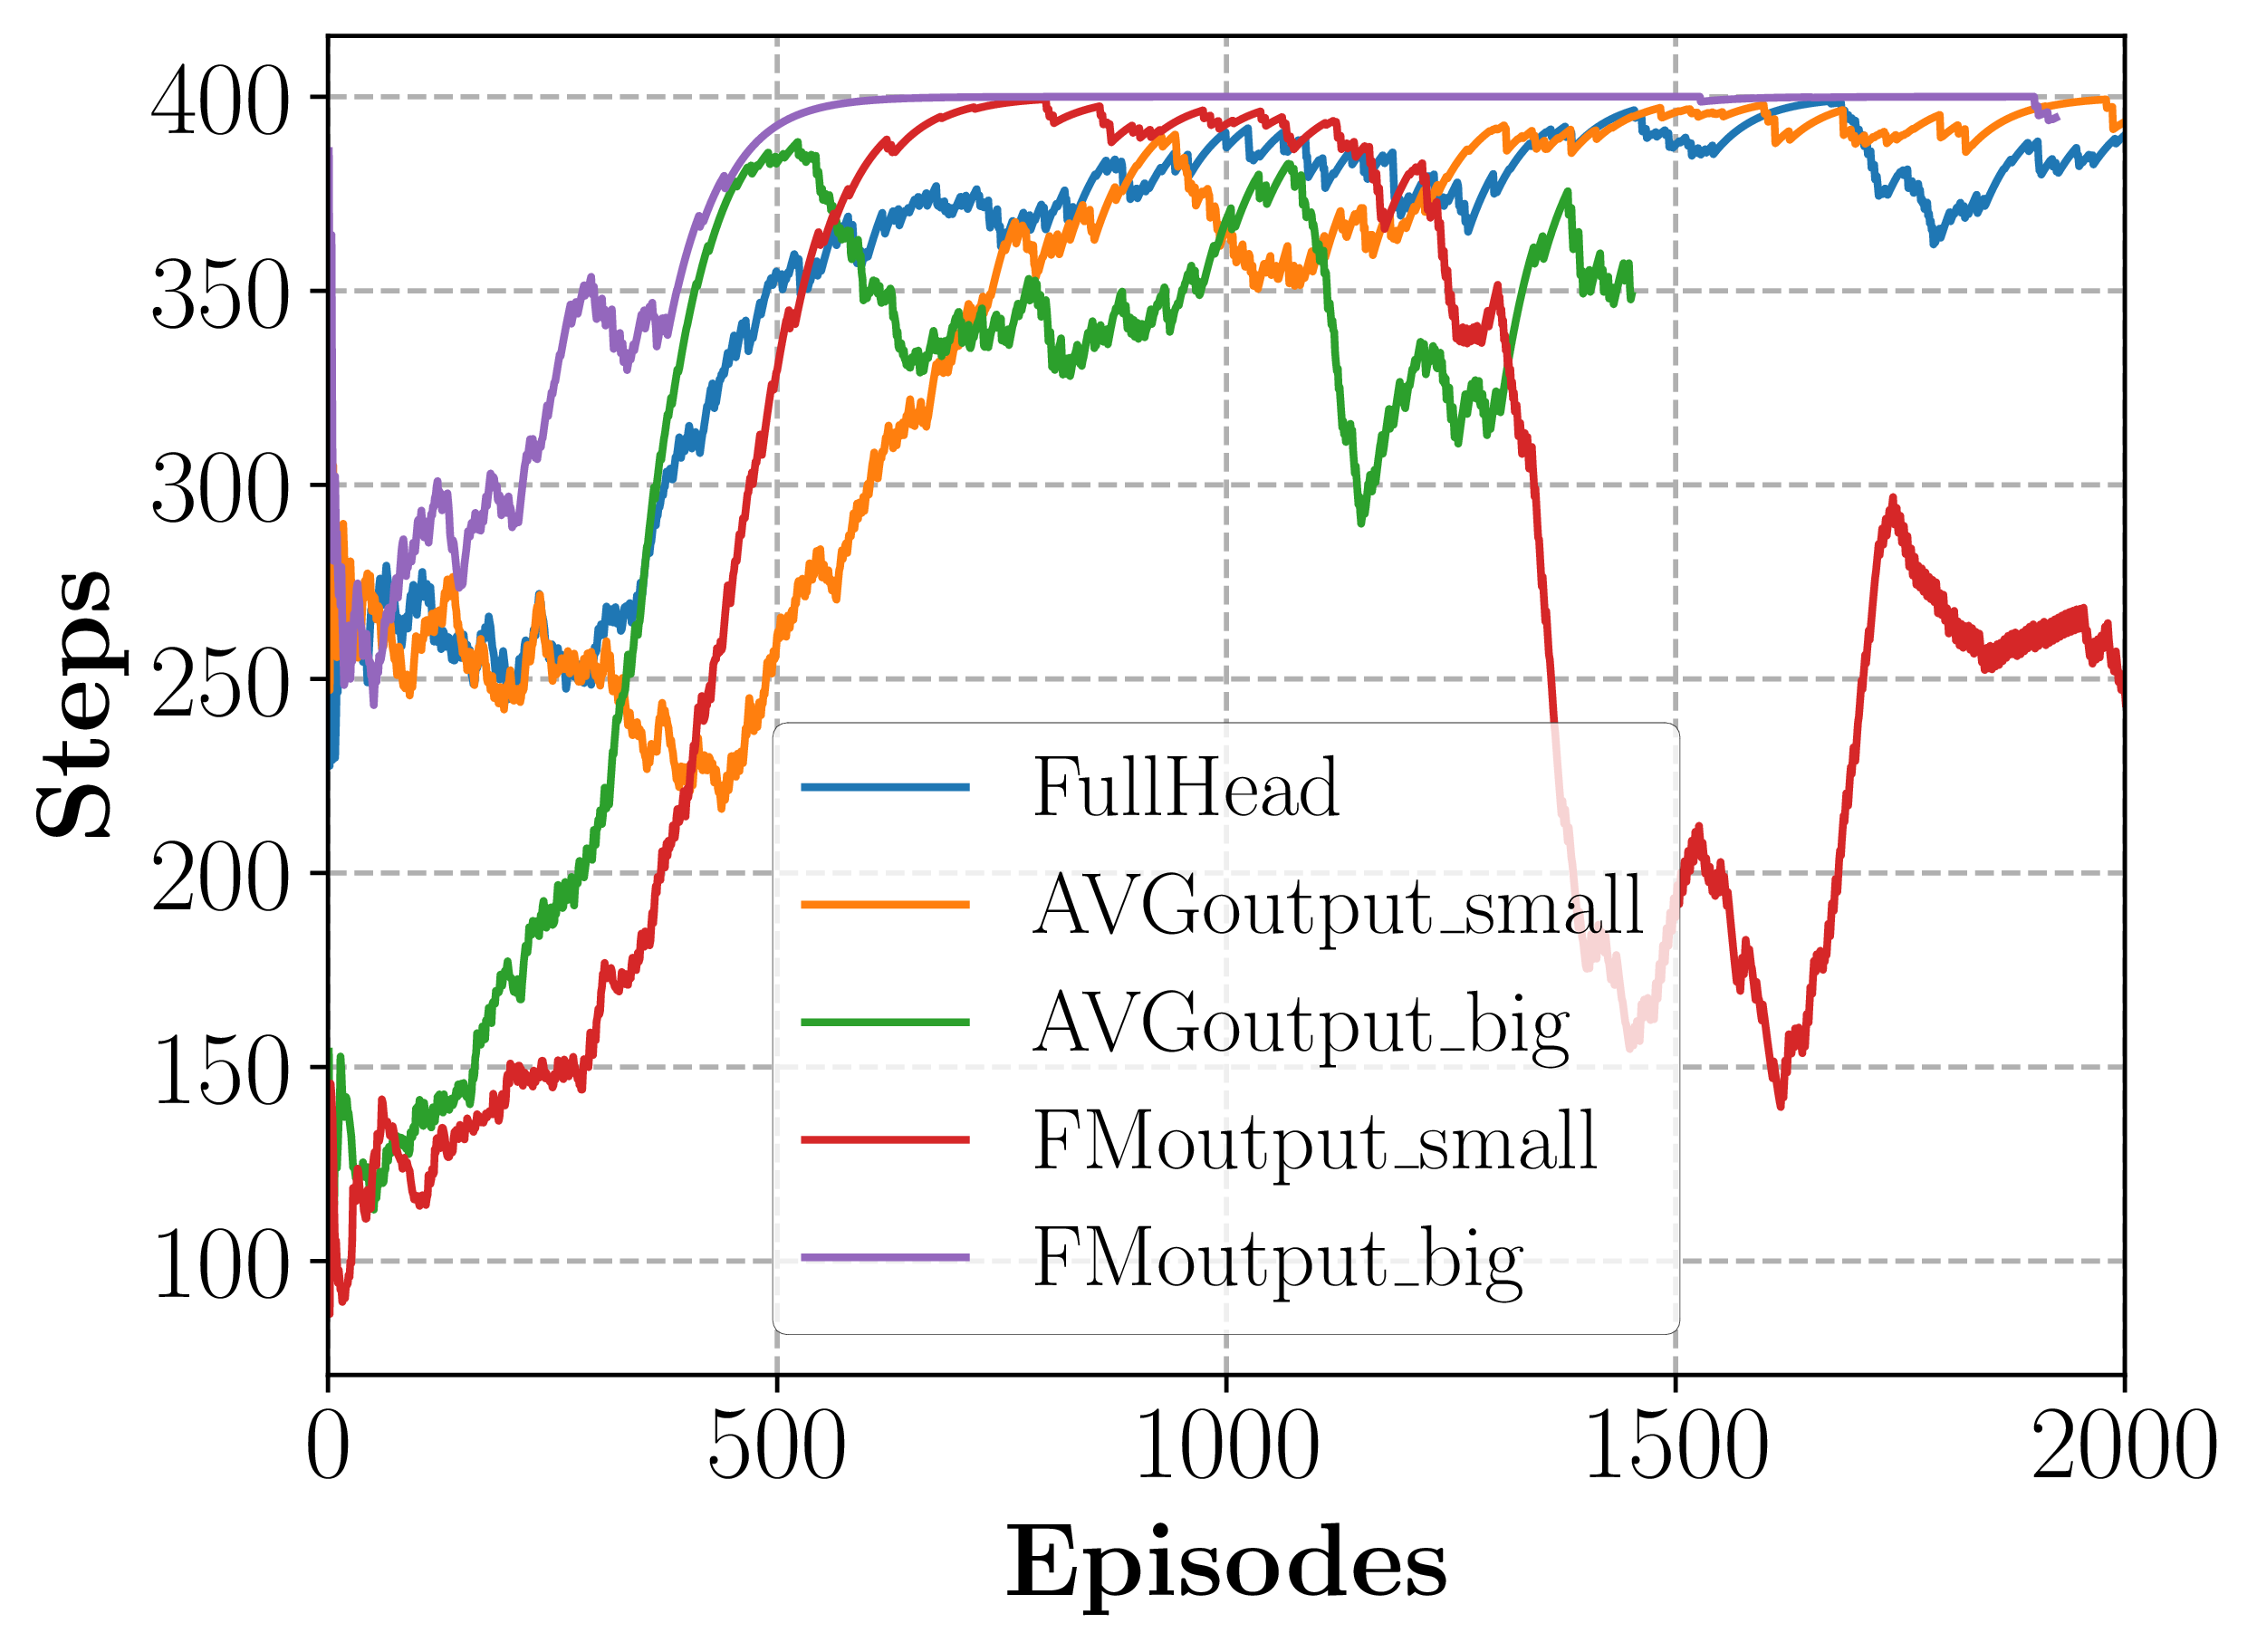 400
350
300
250
200
150
100
Steps
FullHead
AVGoutput_small
AVGoutput_big
FMoutput_small
FMoutput_big
0 500 1000 1500 2000
Episodes